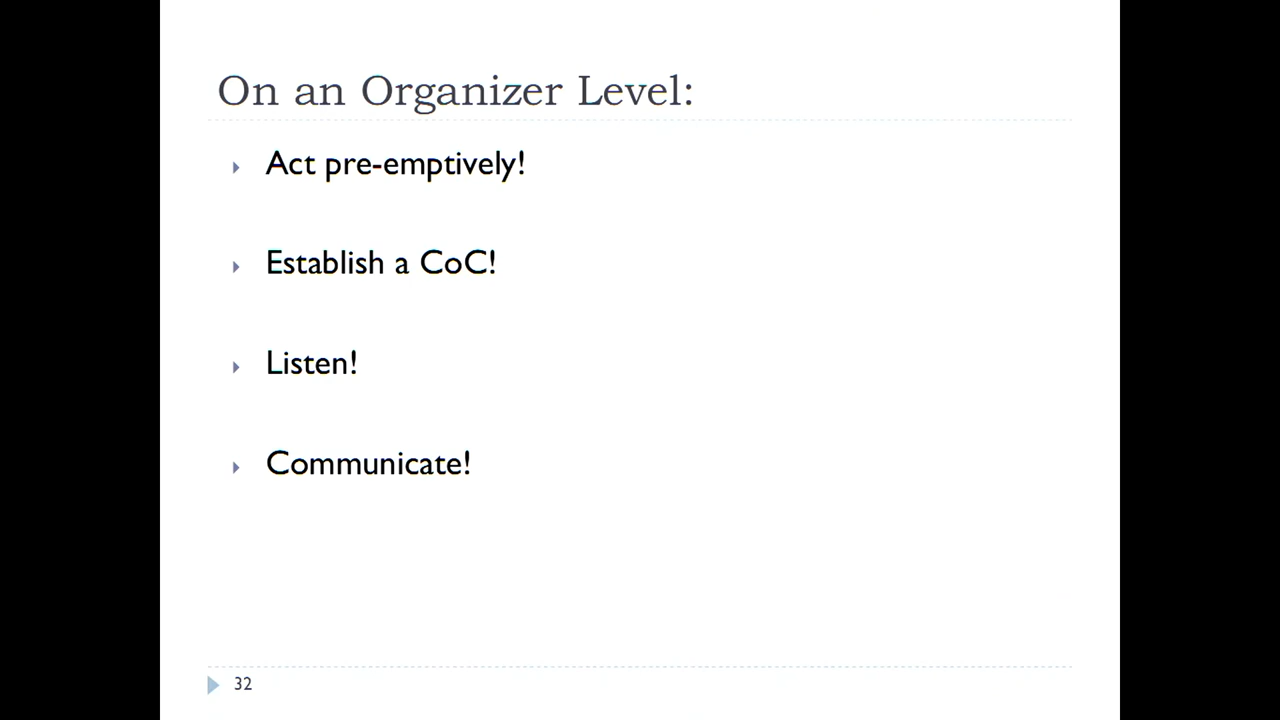 On an Organizer Level:
Act pre-emptively!
Establish a CoC!
Listen!
Communicate!
32